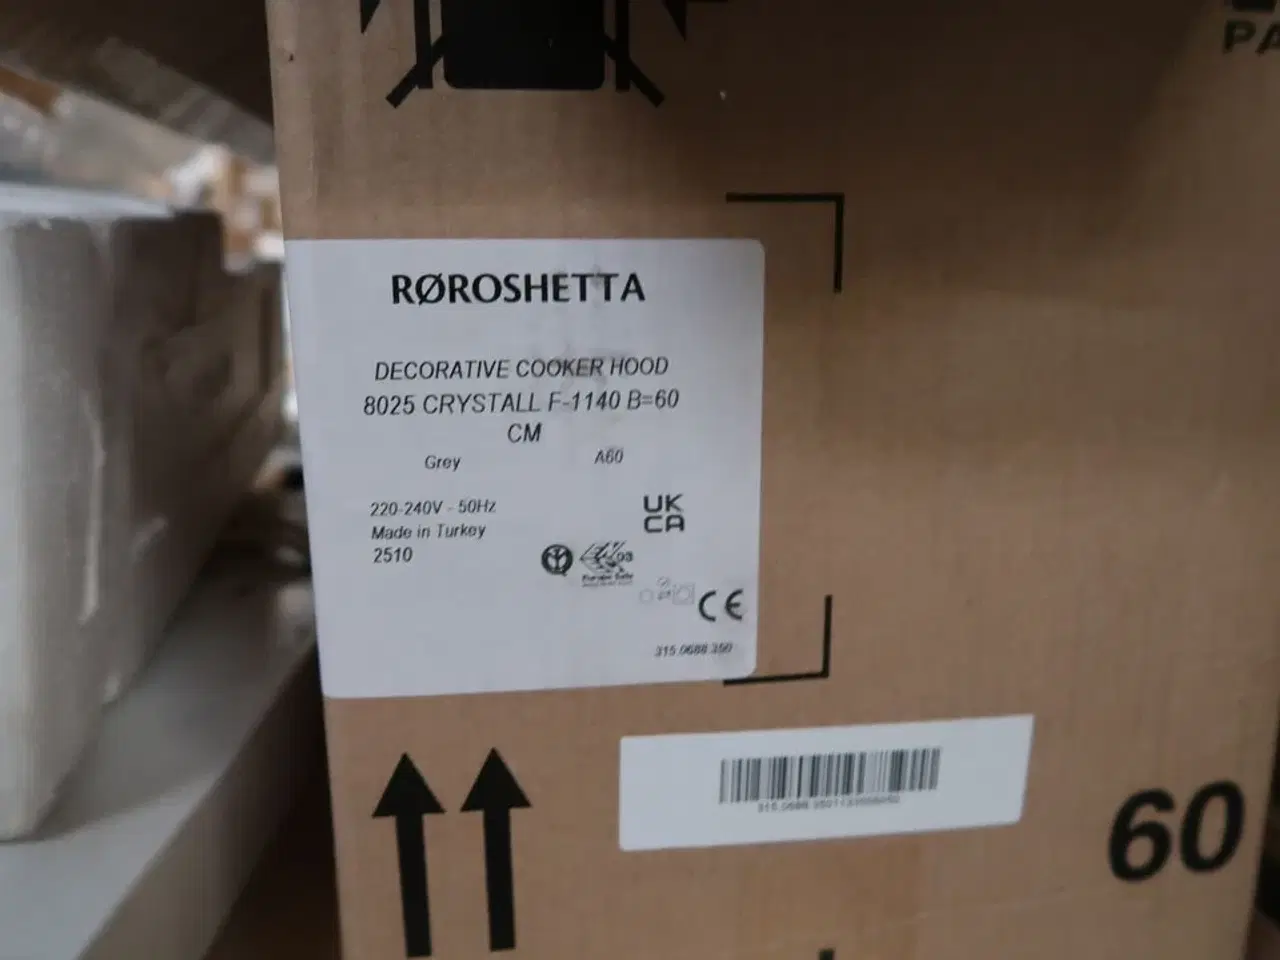 PA
RØROSHETTA
DECORATIVE COOKER HOOD
8025 CRYSTALL F-1140 B=60
CM
Grey A60
220-240V - 50Hz
Made in Turkey
2510
UK
CA
CE
315.0688.350
60